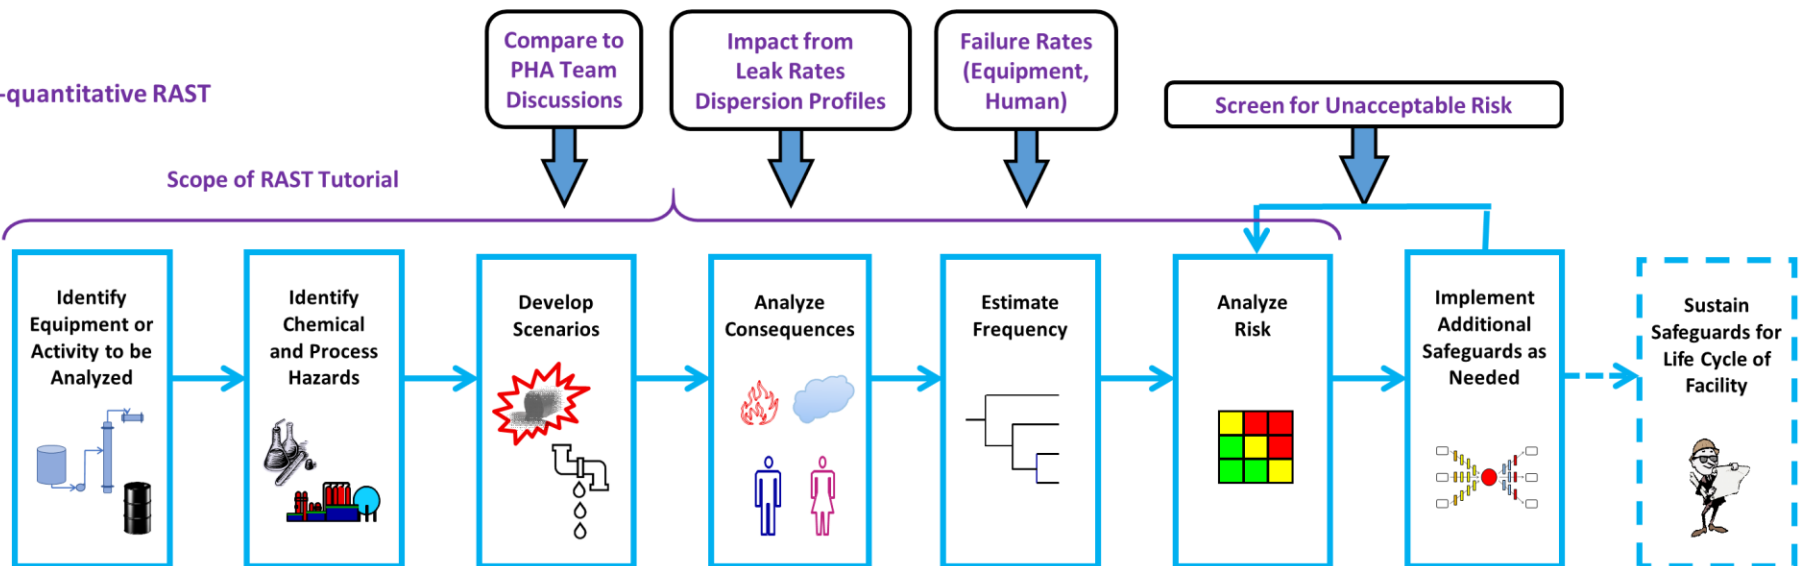 -quantitative RAST
Compare to
PHA Team
Discussions
Impact from
Leak Rates
Dispersion Profiles
Failure Rates
(Equipment,
Human)
Screen for Unacceptable Risk
Scope of RAST Tutorial
Identify
Equipment or
Activity to be
Analyzed
Identify
Chemical
and Process
Hazards
Develop
Scenarios
Analyze
Consequences
Estimate
Frequency
Analyze
Risk
Implement
Additional
Safeguards as
Needed
Sustain
Safeguards for
Life Cycle of
Facility